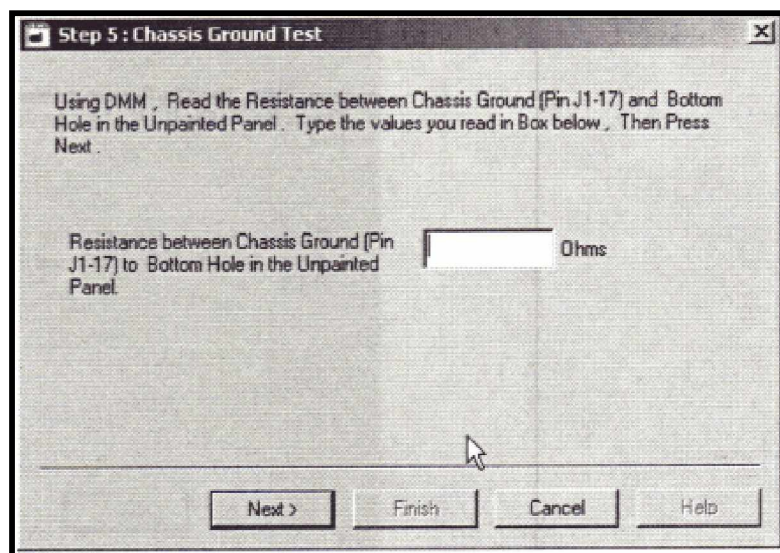 Step 5 : Chassis Ground Test
Using DMM , Read the Resistance between Chassis Ground (Pin J1-17) and Bottom
Hole in the Unpainted Panel . Type the values you read in Box below , Then Press
Next .
Resistance between Chassis Ground (Pin
J1-17) to Bottom Hole in the Unpainted
Panel.
Ohms
Next >
Finish
Cancel
Help